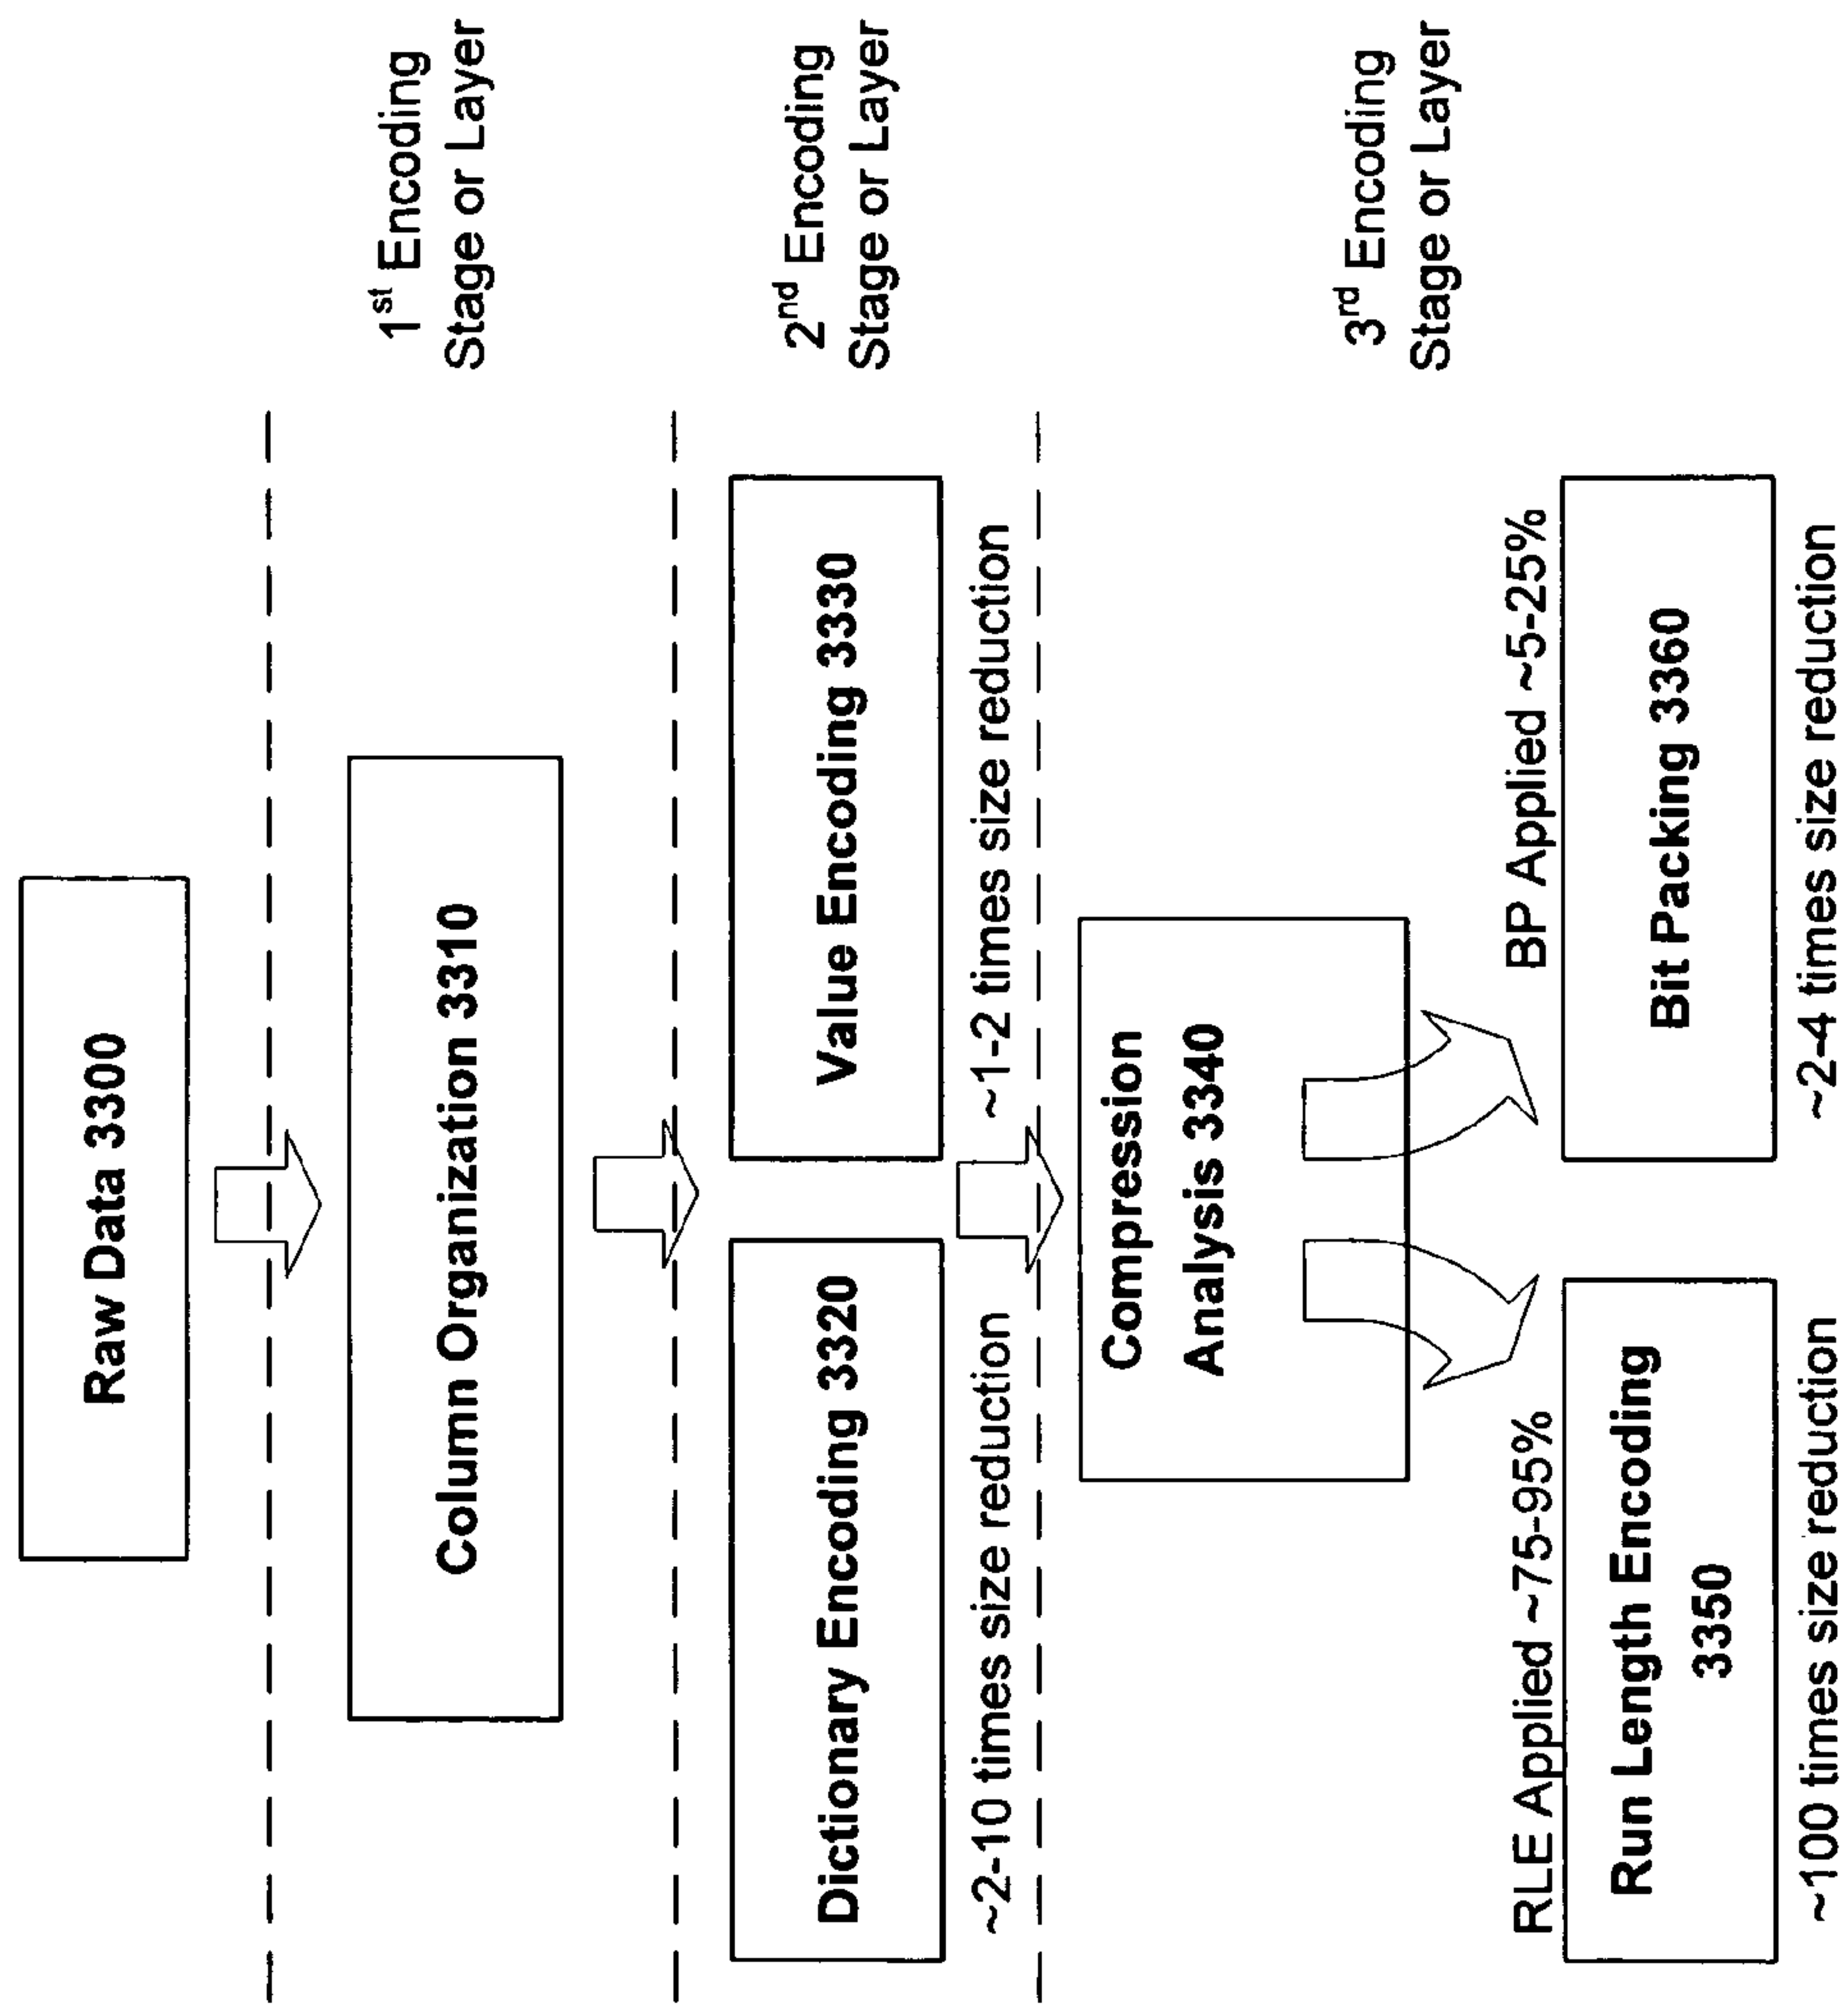 Raw Data 3300
1st Encoding
Stage or Layer
Column Organization 3310
2nd Encoding
Stage or Layer
Dictionary Encoding 3320
Value Encoding 3330
~2-10 times size reduction
~1-2 times size reduction
3rd Encoding
Stage or Layer
Compression
Analysis 3340
RLE Applied ~75-95%
BP Applied ~5-25%
Run Length Encoding
3350
Bit Packing 3360
~100 times size reduction
~2-4 times size reduction